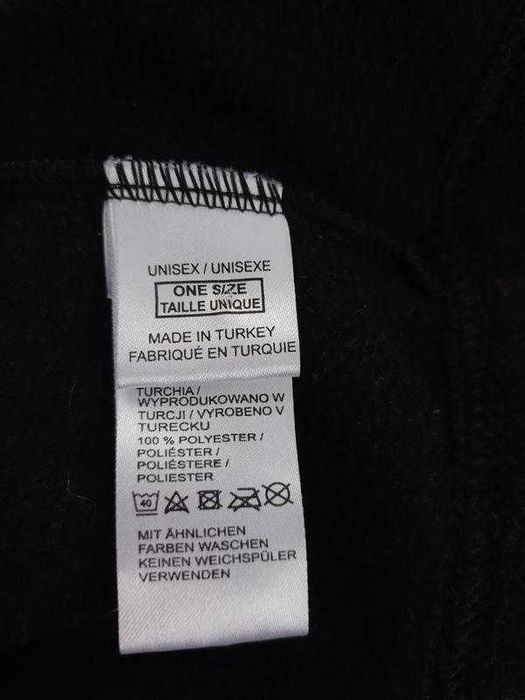 UNISEX / UNISEXE
ONE SIZE
TAILLE UNIQUE
MADE IN TURKEY
FABRIQUÉ EN TURQUIE
TURCHIA /
WYPRODUKOWANO W
TURCJI / VYROBENO V
TURECKU
100 % POLYESTER /
POLIÉSTER /
POLIÉSTERE /
POLIESTER
40
MIT ÄHNLICHEN
FARBEN WASCHEN
KEINEN WEICHSPÜLER
VERWENDEN